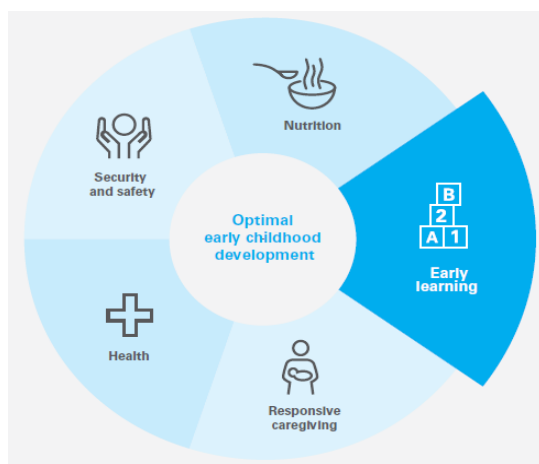 Nutrition
Security
and safety
Optimal
early childhood
development
B
2
A 1
Early
learning
Health
Responsive
caregiving